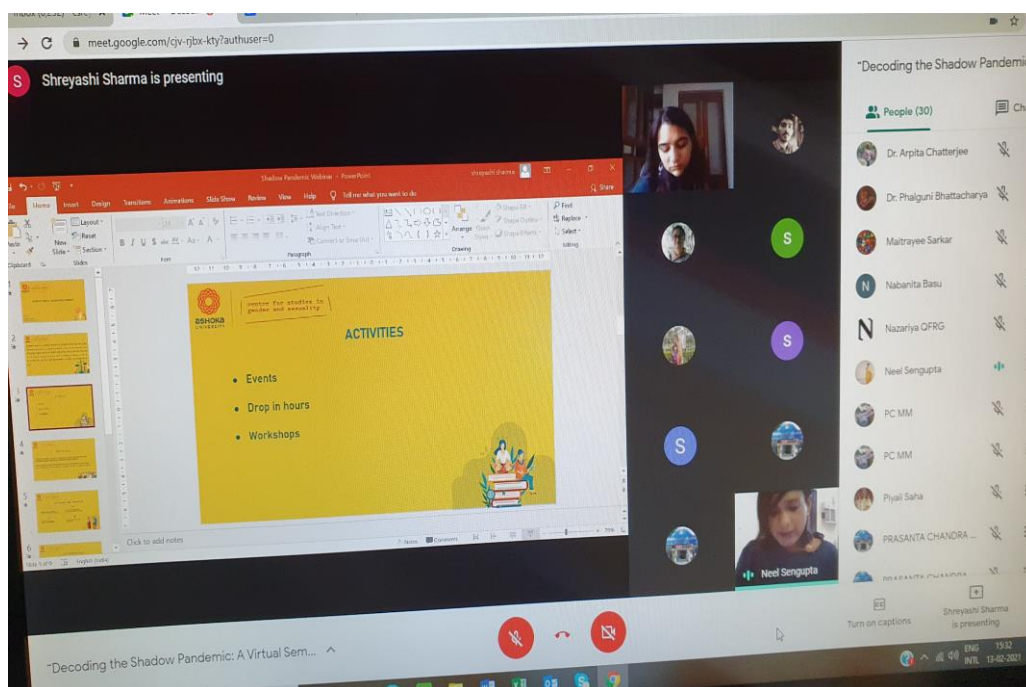 meet.google.com/cjv-rjbx-kty?authuser=0
S Shreyashi Sharma is presenting
"Decoding the Shadow Pandemic
People (30)
Dr. Arpita Chatterjee
Dr. Phalguni Bhattacharya
Maitrayee Sarkar
N Nabanita Basu
N Nazariya QFRG
Neel Sengupta
PC MM
PC MM
Piyali Saha
PRASANTA CHANDRA ...
Shadow Pandemic Webinar - PowerPoint
shreyashi sharma
Home Insert Design Transitions Animations Slide Show Review View Help Tell me what you want to do
Share
New
Slide
Layout
Reset
Section
Slides
Font
Paragraph
Text Direction
Align Text
Convert to SmartArt
Arrange
Shape Fill
Shape Outline
Shape Effects
Drawing
Find
Replace
Select
Editing
ASHOKA
UNIVERSITY
center for studies in
gender and sexuality
ACTIVITIES
• Events
• Drop in hours
• Workshops
Click to add notes
Notes Comments
S
S
S
Neel Sengupta
Turn on captions
Shreyashi Sharma
is presenting
"Decoding the Shadow Pandemic: A Virtual Sem...
ENG
INTL
15:32
13-02-2021